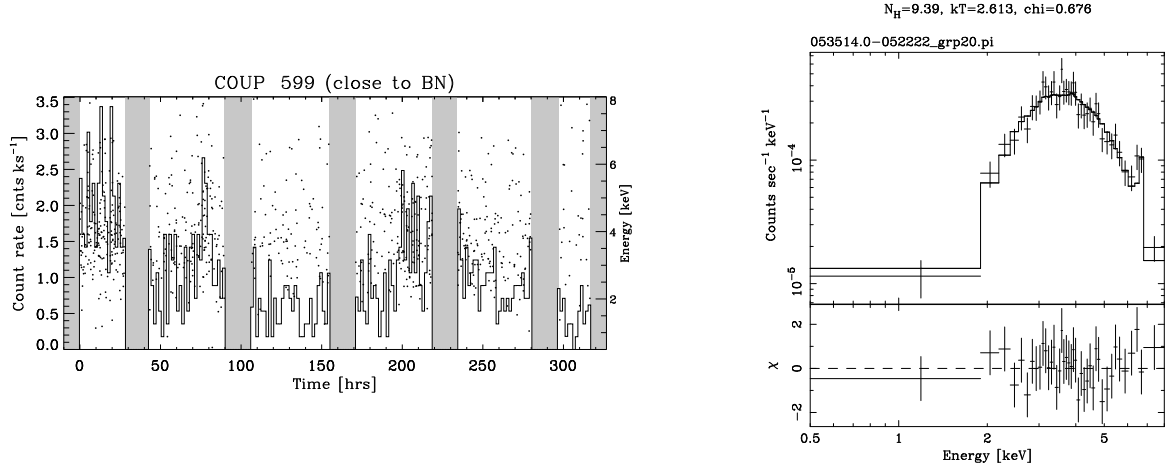 COUP 599 (close to BN)
3.5
3.0
2.5
2.0
1.5
1.0
0.5
0.0
Count rate [cnts ks⁻¹]
8
6
4
2
Energy [keV]
0 50 100 150 200 250 300
Time [hrs]
N_H=9.39, kT=2.613, chi=0.676
053514.0-052222_grp20.pi
Counts sec⁻¹ keV⁻¹
10⁻⁴
10⁻⁵
χ
2
0
-2
0.5 1 2 5
Energy [keV]